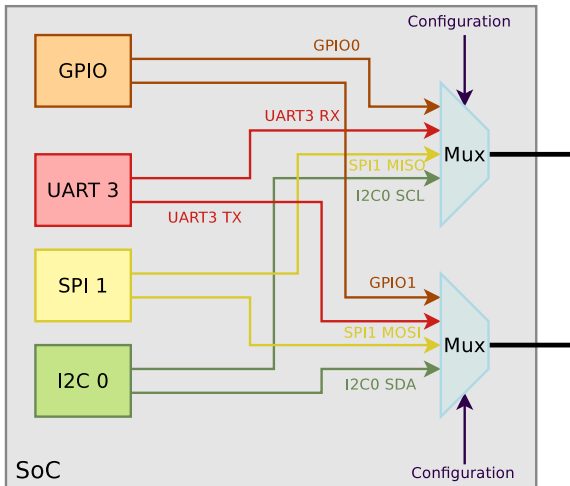 Configuration
GPIO0
GPIO
UART3 RX
Mux
SPI1 MISO
UART 3
I2C0 SCL
UART3 TX
SPI 1
GPIO1
SPI1 MOSI
Mux
I2C 0
I2C0 SDA
SoC
Configuration